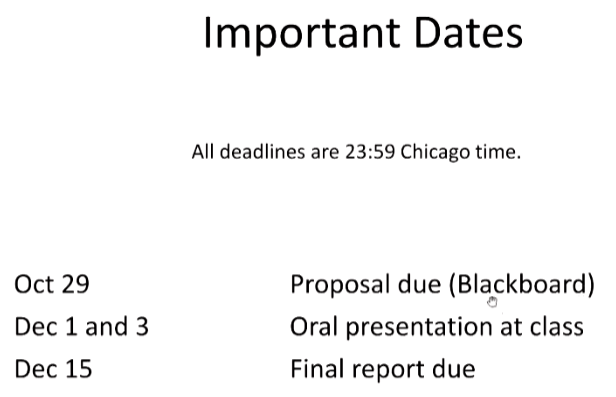 Important Dates
All deadlines are 23:59 Chicago time.
Oct 29 Proposal due (Blackboard)
Dec 1 and 3 Oral presentation at class
Dec 15 Final report due